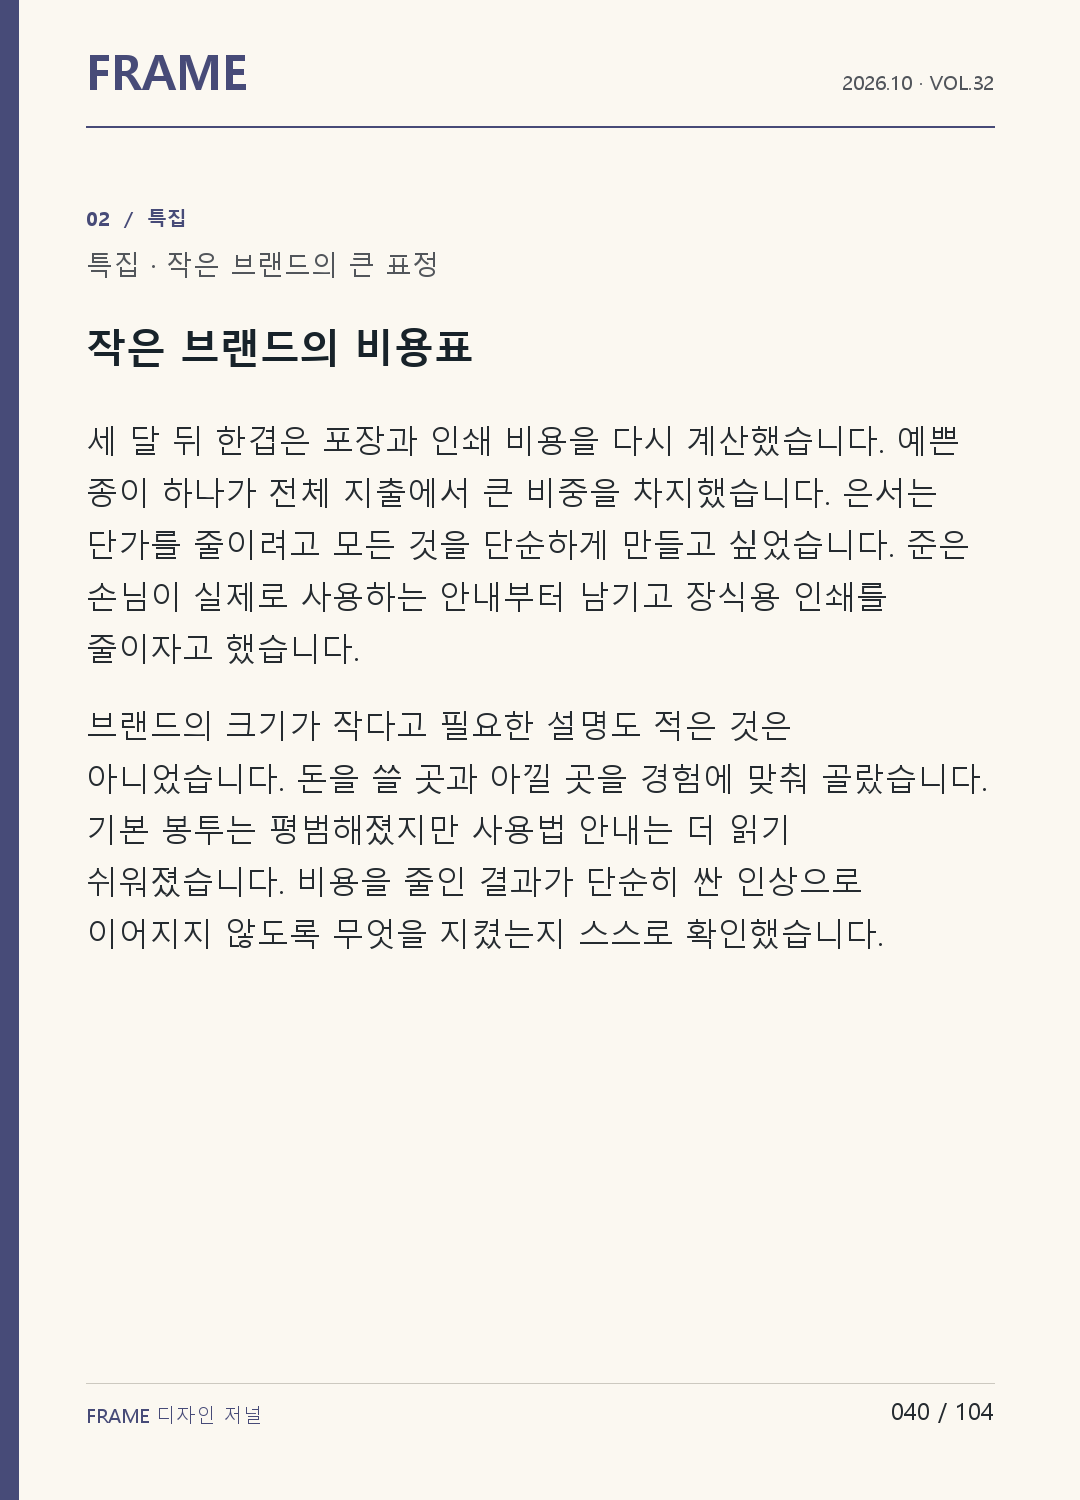 FRAME
2026.10 · VOL.32
02 / 특집
특집 · 작은 브랜드의 큰 표정
작은 브랜드의 비용표
세 달 뒤 한겹은 포장과 인쇄 비용을 다시 계산했습니다. 예쁜
종이 하나가 전체 지출에서 큰 비중을 차지했습니다. 은서는
단가를 줄이려고 모든 것을 단순하게 만들고 싶었습니다. 준은
손님이 실제로 사용하는 안내부터 남기고 장식용 인쇄를
줄이자고 했습니다.
브랜드의 크기가 작다고 필요한 설명도 적은 것은
아니었습니다. 돈을 쓸 곳과 아낄 곳을 경험에 맞춰 골랐습니다.
기본 봉투는 평범해졌지만 사용법 안내는 더 읽기
쉬워졌습니다. 비용을 줄인 결과가 단순히 싼 인상으로
이어지지 않도록 무엇을 지켰는지 스스로 확인했습니다.
FRAME 디자인 저널
040 / 104